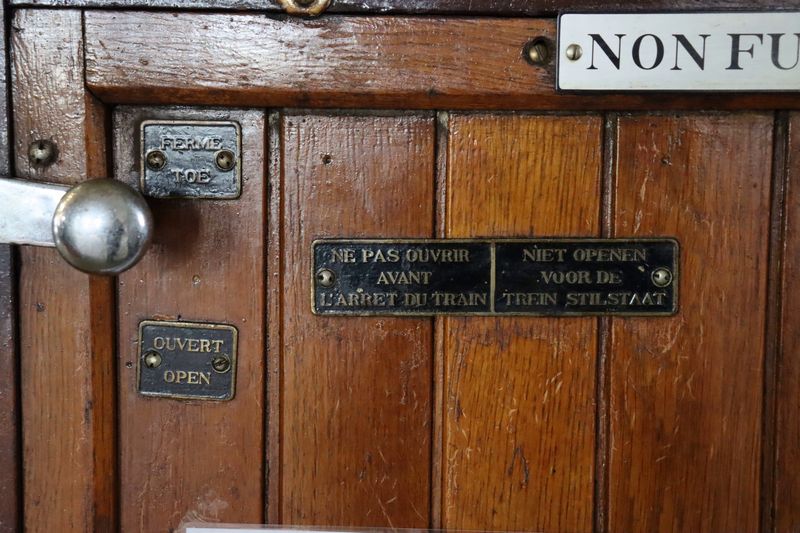 NON FU
FERME
TOE
NE PAS OUVRIR
AVANT
L'ARRET DU TRAIN
NIET OPENEN
VOOR DE
TREIN STILSTAAT
OUVERT
OPEN